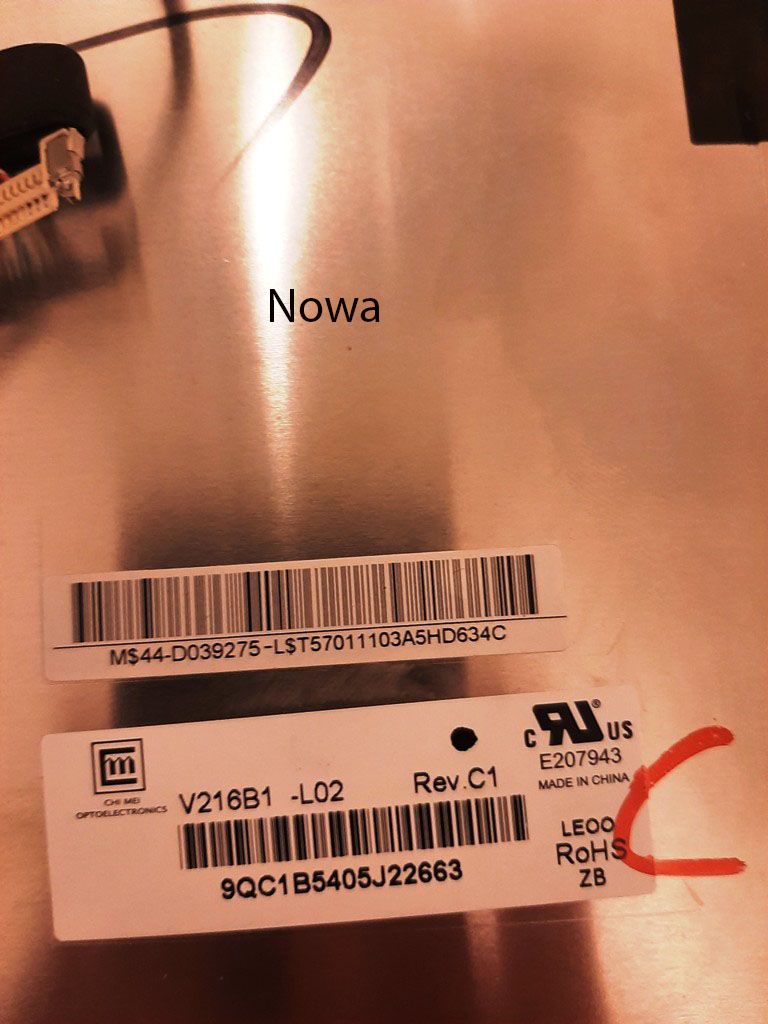 Nowa
M$44-D039275-L$T57011103A5HD634C
CHI MEI
OPTOELECTRONICS
V216B1 -L02 Rev.C1
9QC1B5405J22663
c RU ® US
E207943
MADE IN CHINA
LEOO
RoHS
ZB